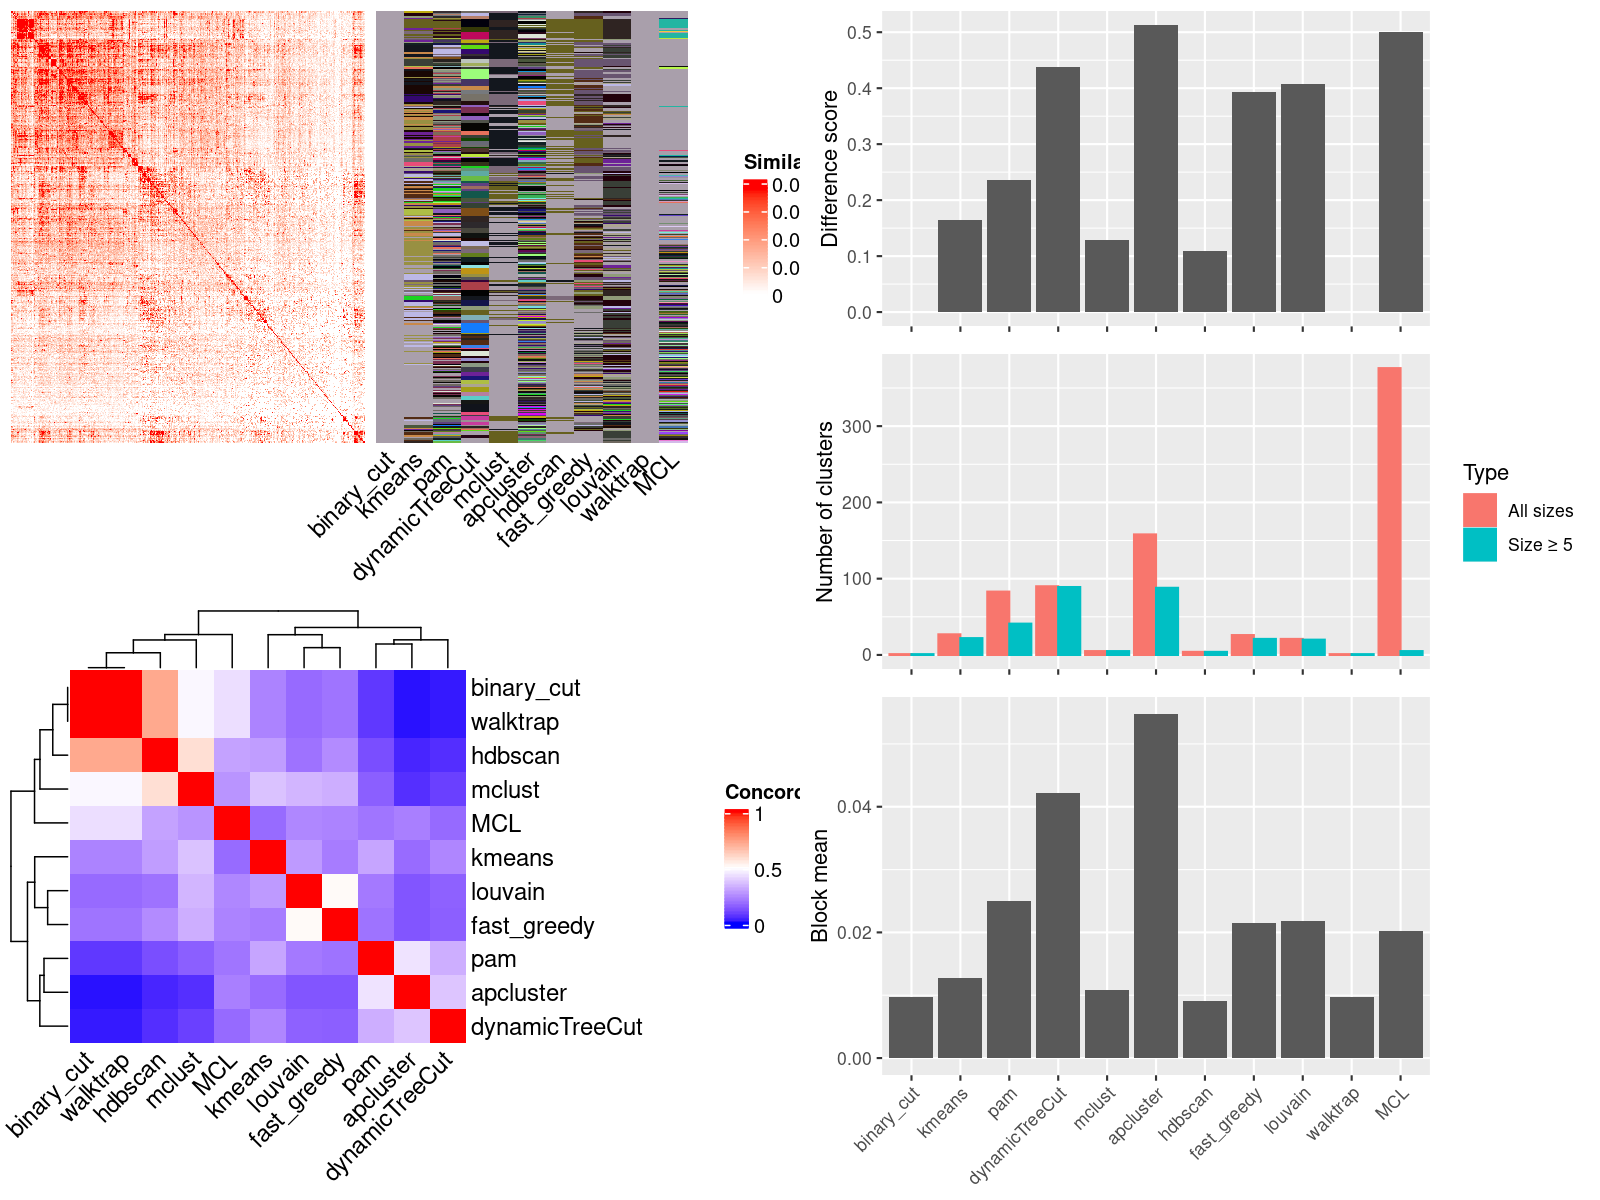 Simila
0.0
0.0
0.0
0.0
0
binary_cut
kmeans
pam
dynamicTreeCut
mclust
apcluster
hdbscan
fast_greedy
louvain
walktrap
MCL
binary_cut
walktrap
hdbscan
mclust
MCL
kmeans
louvain
fast_greedy
pam
apcluster
dynamicTreeCut
Concord
1
0.5
0
binary_cut
walktrap
hdbscan
mclust
MCL
kmeans
louvain
fast_greedy
pam
apcluster
dynamicTreeCut
Difference score
0.5
0.4
0.3
0.2
0.1
0.0
Number of clusters
300
200
100
0
Type
All sizes
Size ≥ 5
Block mean
0.04
0.02
0.00
binary_cut
kmeans
pam
dynamicTreeCut
mclust
apcluster
hdbscan
fast_greedy
louvain
walktrap
MCL